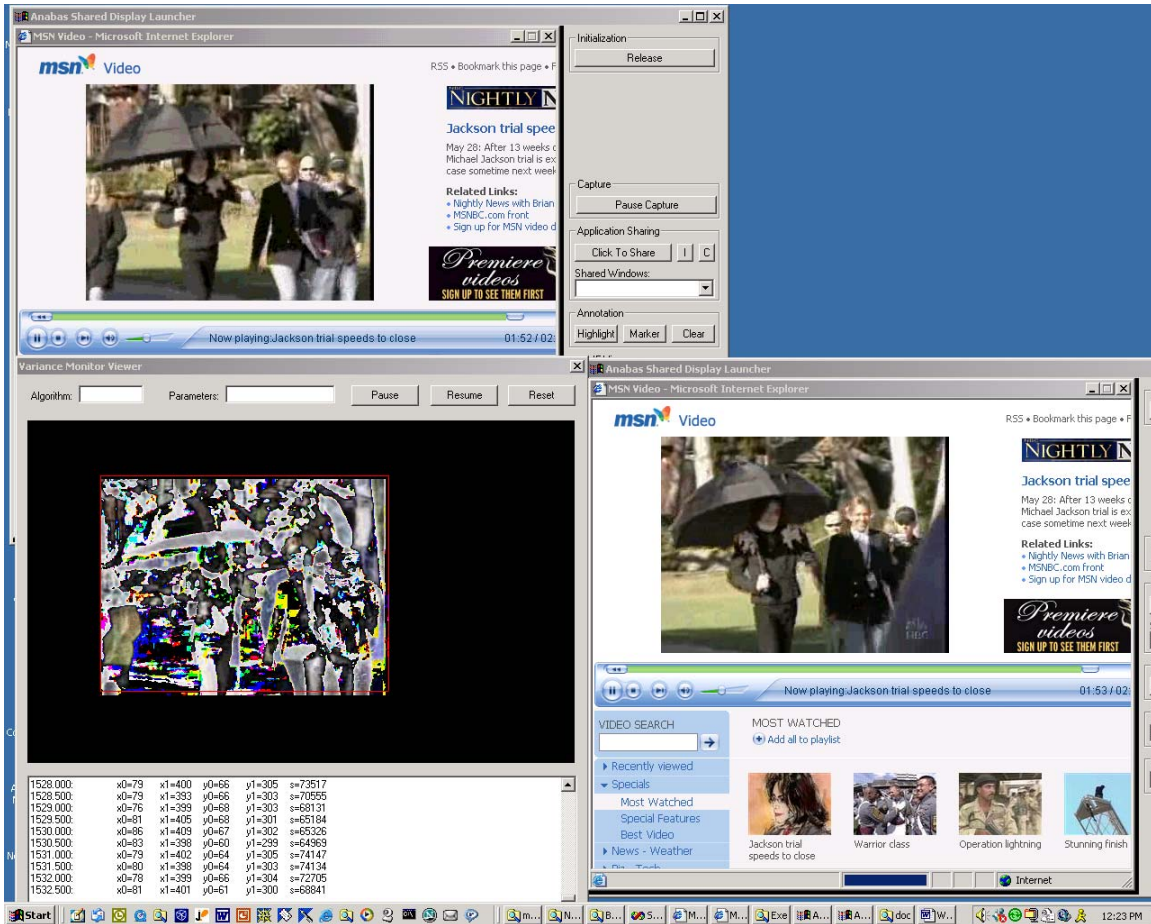 Anabas Shared Display Launcher
MSN Video - Microsoft Internet Explorer
msn Video
RSS • Bookmark this page • F
NIGHTLY N
Jackson trial spee
May 28: After 13 weeks o
Michael Jackson trial is ex
case sometime next week
Related Links:
• Nightly News with Brian
• MSNBC.com front
• Sign up for MSN video d
Premiere
videos
SIGN UP TO SEE THEM FIRST
Now playing:Jackson trial speeds to close
01:52 / 02:
Initialization
Release
Capture
Pause Capture
Application Sharing
Click To Share
I
C
Shared Windows:
Annotation
Highlight
Marker
Clear
Variance Monitor Viewer
Algorithm:
Parameters:
Pause
Resume
Reset
1528.000: x0=79 x1=400 y0=66 y1=305 s=73517
1528.500: x0=79 x1=393 y0=66 y1=303 s=70555
1529.000: x0=76 x1=399 y0=68 y1=303 s=68131
1529.500: x0=81 x1=405 y0=68 y1=301 s=65184
1530.000: x0=86 x1=409 y0=67 y1=302 s=65326
1530.500: x0=83 x1=398 y0=60 y1=299 s=64969
1531.000: x0=79 x1=402 y0=64 y1=305 s=74147
1531.500: x0=80 x1=398 y0=64 y1=303 s=74134
1532.000: x0=78 x1=399 y0=66 y1=304 s=72705
1532.500: x0=81 x1=401 y0=61 y1=300 s=68841
Anabas Shared Display Launcher
MSN Video - Microsoft Internet Explorer
msn Video
RSS • Bookmark this page • F
NIGHTLY N
Jackson trial spee
May 28: After 13 weeks o
Michael Jackson trial is ex
case sometime next week
Related Links:
• Nightly News with Brian
• MSNBC.com front
• Sign up for MSN video d
Premiere
videos
SIGN UP TO SEE THEM FIRST
NBC
Now playing:Jackson trial speeds to close
01:53 / 02:
VIDEO SEARCH
Recently viewed
Specials
Most Watched
Special Features
Best Video
News - Weather
MOST WATCHED
Add all to playlist
Jackson trial
speeds to close
Warrior class
Operation lightning
Stunning finish
Internet
Start
m...
N...
B...
S...
M...
M...
Exe
A...
A...
doc
W...
12:23 PM